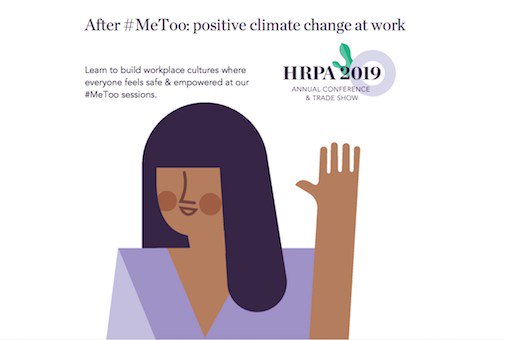 After #MeToo: positive climate change at work
Learn to build workplace cultures where
everyone feels safe & empowered at our
#MeToo sessions.
HRPA 2019
ANNUAL CONFERENCE
& TRADE SHOW